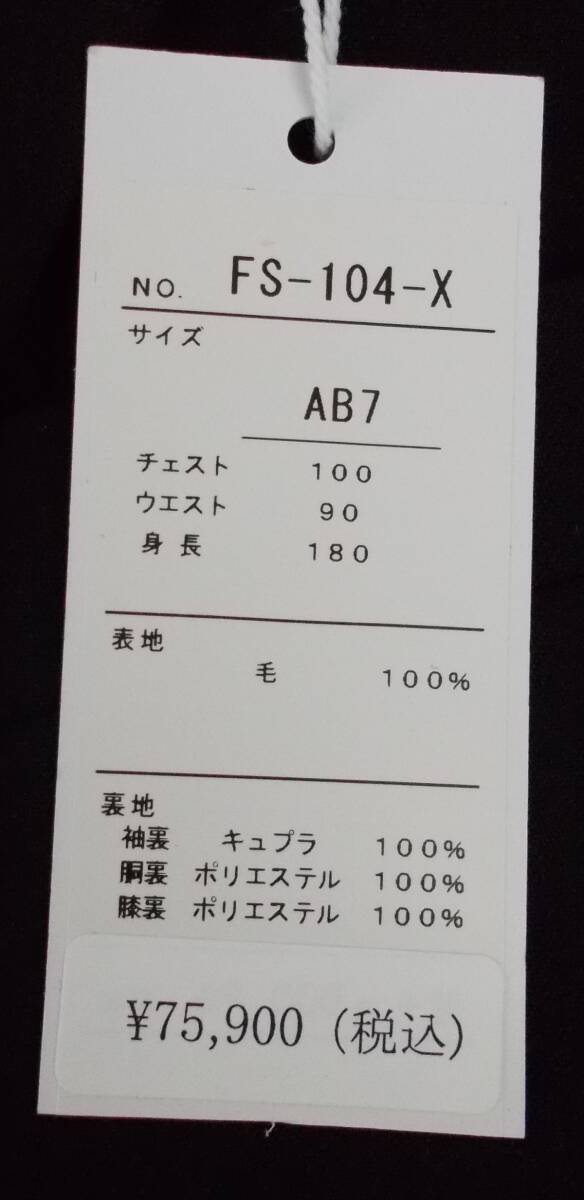 NO. FS-104-X
サイズ
AB7
チェスト 100
ウエスト 90
身長 180
表地
毛 100%
裏地
袖裏 キュプラ 100%
胴裏 ポリエステル 100%
膝裏 ポリエステル 100%
¥75,900 (税込)